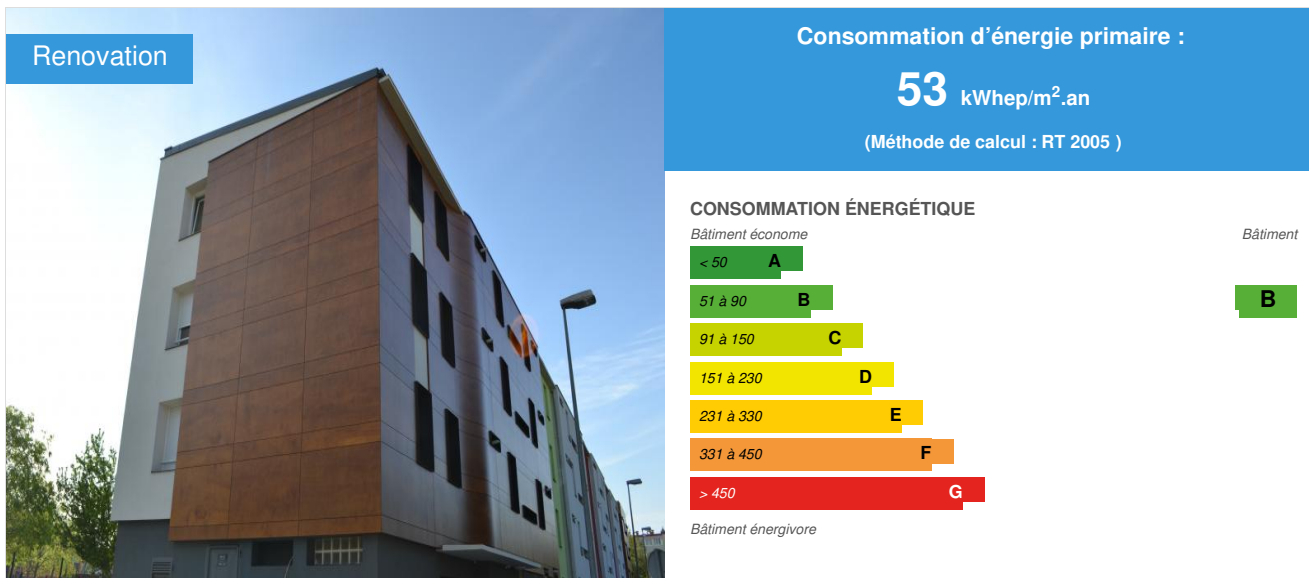 Renovation
Consommation d'énergie primaire :
53 kWhep/m².an
(Méthode de calcul : RT 2005 )
CONSOMMATION ÉNERGÉTIQUE
Bâtiment économe
Bâtiment
< 50 A
51 à 90 B
B
91 à 150 C
151 à 230 D
231 à 330 E
331 à 450 F
> 450 G
Bâtiment énergivore